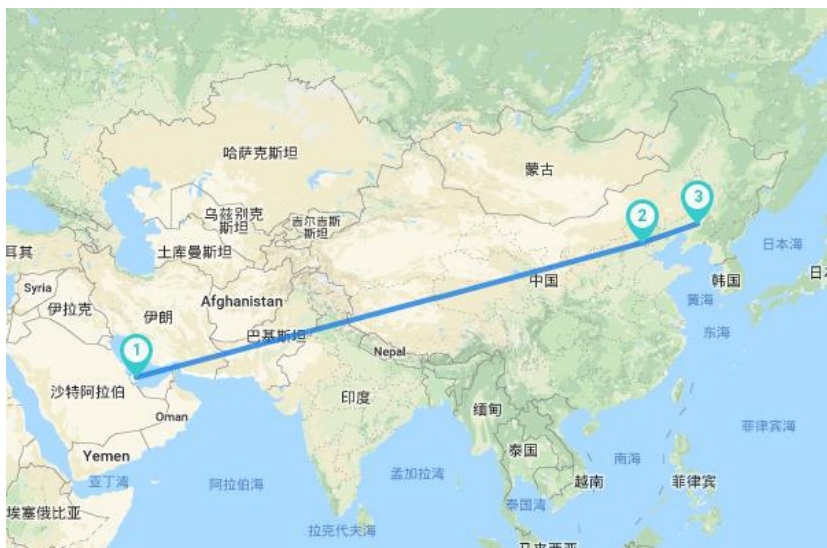 哈萨克斯坦
蒙古
3
2
乌兹别克
斯坦
吉尔吉斯
斯坦
日本海
耳其
土库曼斯坦
中国
韩国
日本
Syria
Afghanistan
伊拉克
伊朗
黄海
东海
巴基斯坦
1
Nepal
沙特阿拉伯
印度
缅甸
Oman
菲律宾海
Yemen
泰国
南海
亚丁湾
阿拉伯海
孟加拉湾
越南
菲律宾
埃塞俄比亚
泰国湾
拉克代夫海